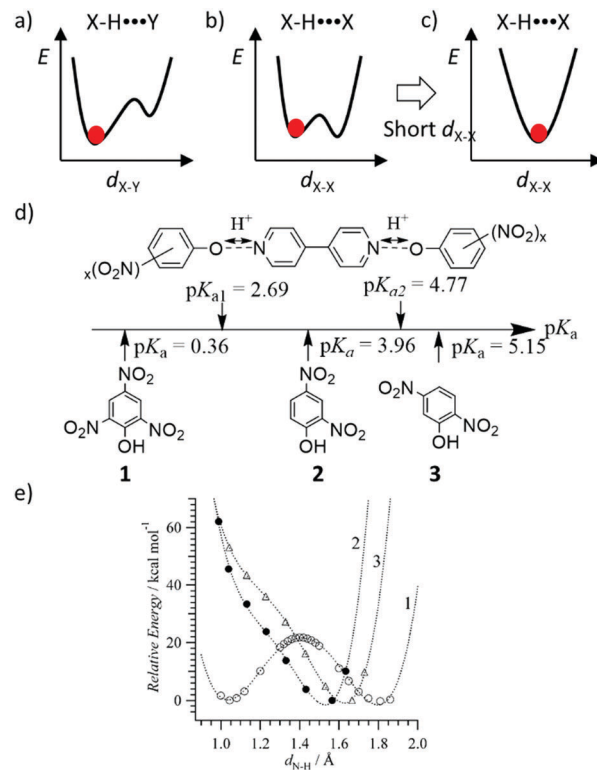 a) X-H•••Y b) X-H•••X c) X-H•••X
E E E
Short d_X-X
d_X-Y d_X-X d_X-X
d)
H⁺ H⁺
x(O₂N) O N N O (NO₂)x
pKa1 = 2.69 pKa2 = 4.77
pKa
pKa = 0.36 pKa = 3.96 pKa = 5.15
NO₂ NO₂ O₂N
O₂N NO₂ NO₂ NO₂
OH OH OH
1 2 3
e)
60
40
20
0
Relative Energy / kcal mol⁻¹
2
3
1
1.0 1.2 1.4 1.6 1.8 2.0
d_N-H / Å